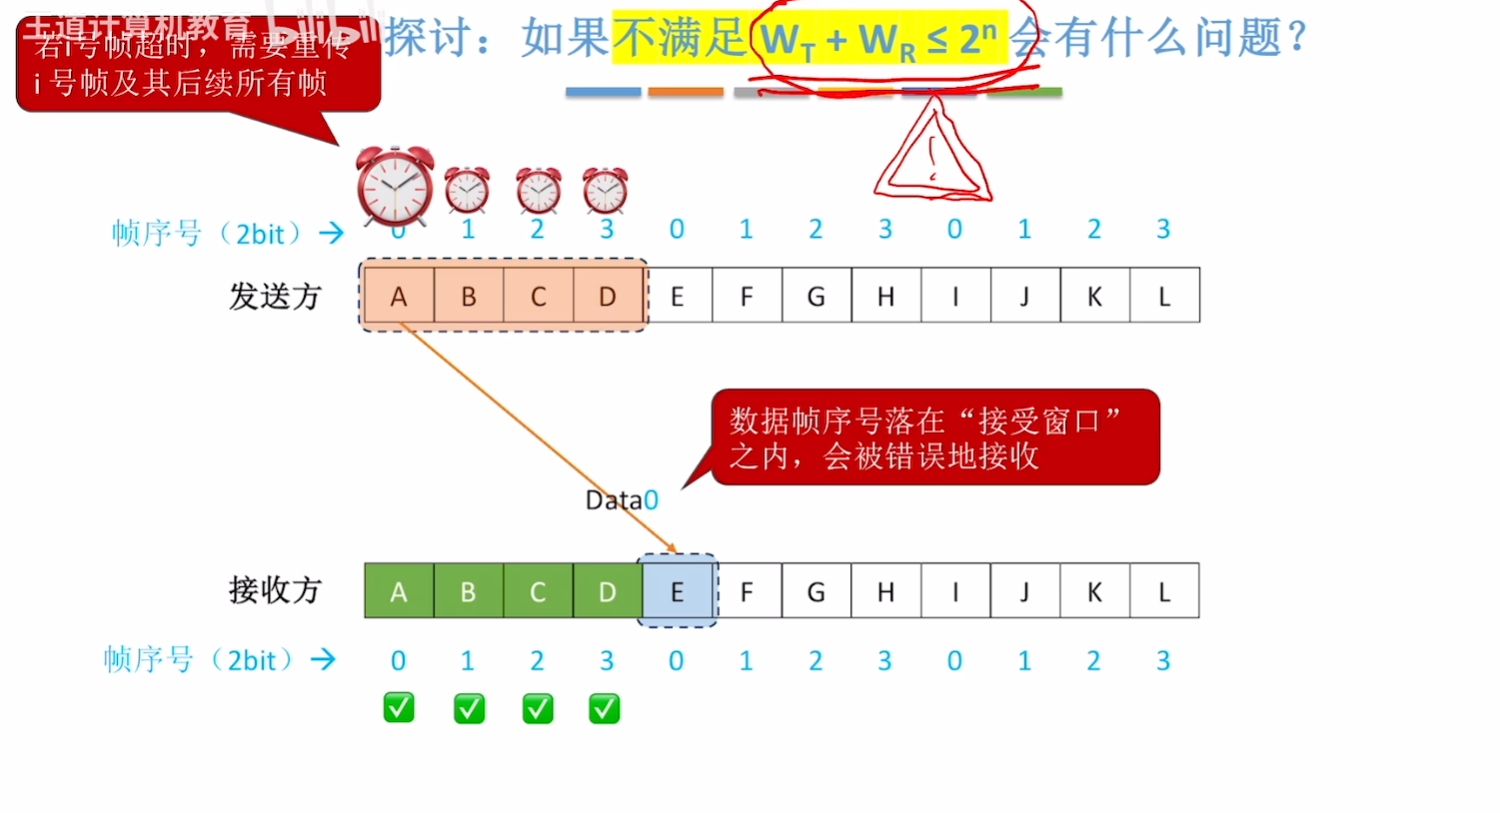 王道计算机教育 bilibili
若i号帧超时，需要重传
i 号帧及其后续所有帧
探讨：如果不满足 WT + WR ≤ 2ⁿ 会有什么问题？
帧序号（2bit）→ 0 1 2 3 0 1 2 3 0 1 2 3
发送方 A B C D E F G H I J K L
数据帧序号落在“接受窗口”
之内，会被错误地接收
Data0
接收方 A B C D E F G H I J K L
帧序号（2bit）→ 0 1 2 3 0 1 2 3 0 1 2 3